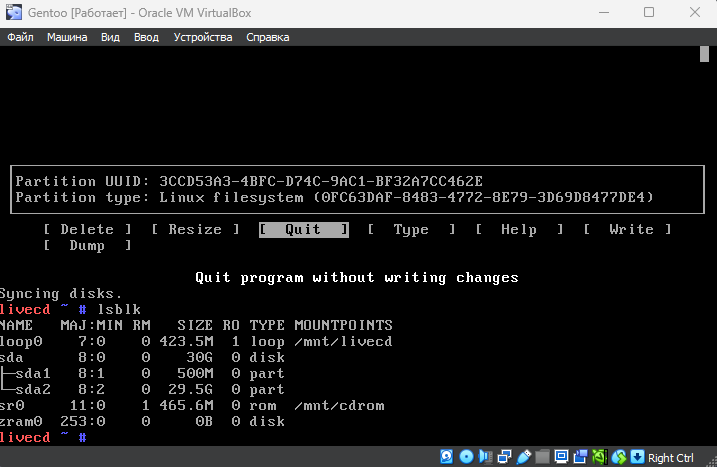 Gentoo [Работает] - Oracle VM VirtualBox
Файл Машина Вид Ввод Устройства Справка
Partition UUID: 3CCD53A3-4BFC-D74C-9AC1-BF32A7CC462E
Partition type: Linux filesystem (0FC63DAF-8483-4772-8E79-3D69D8477DE4)
[ Delete ] [ Resize ] [ Quit ] [ Type ] [ Help ] [ Write ]
[ Dump ]
Quit program without writing changes
Syncing disks.
livecd ~ # lsblk
NAME MAJ:MIN RM SIZE RO TYPE MOUNTPOINTS
loop0 7:0 0 423.5M 1 loop /mnt/livecd
sda 8:0 0 30G 0 disk
├─sda1 8:1 0 500M 0 part
└─sda2 8:2 0 29.5G 0 part
sr0 11:0 1 465.6M 0 rom /mnt/cdrom
zram0 253:0 0 0B 0 disk
livecd ~ #
Right Ctrl